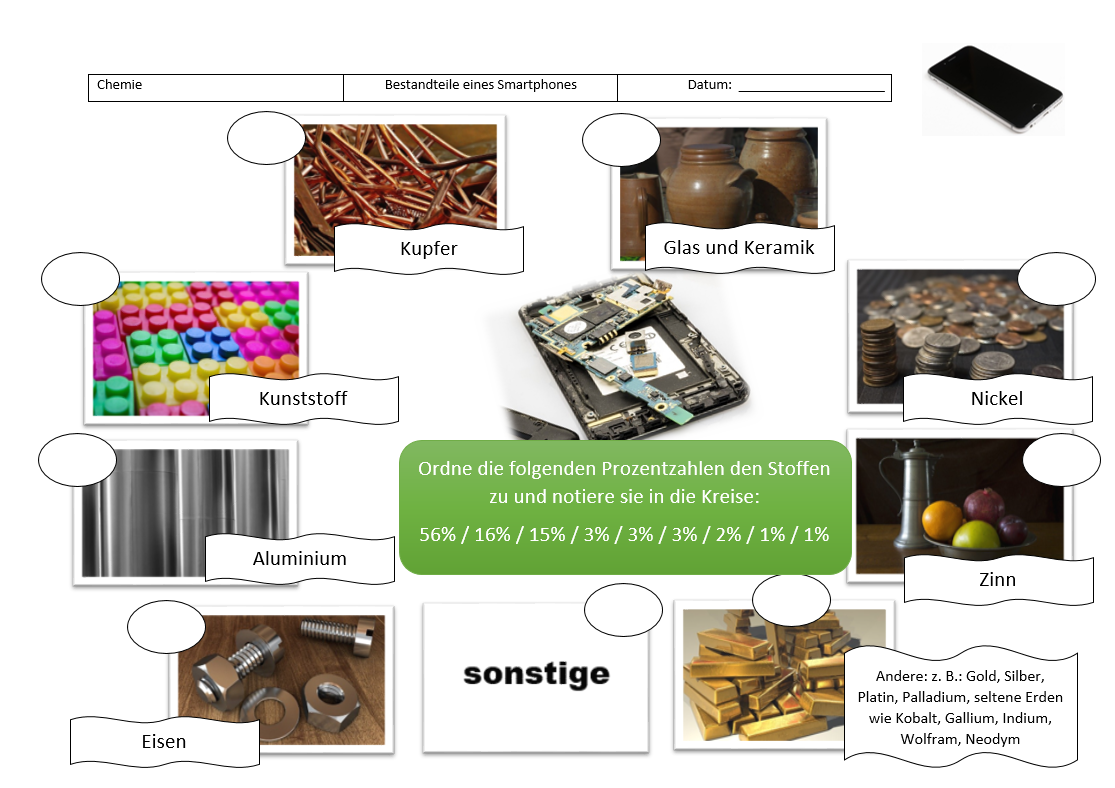 Chemie
Bestandteile eines Smartphones
Datum: ____________________
Kupfer
Glas und Keramik
Kunststoff
Nickel
Ordne die folgenden Prozentzahlen den Stoffen
zu und notiere sie in die Kreise:
56% / 16% / 15% / 3% / 3% / 3% / 2% / 1% / 1%
Aluminium
Zinn
Eisen
sonstige
Andere: z. B.: Gold, Silber,
Platin, Palladium, seltene Erden
wie Kobalt, Gallium, Indium,
Wolfram, Neodym